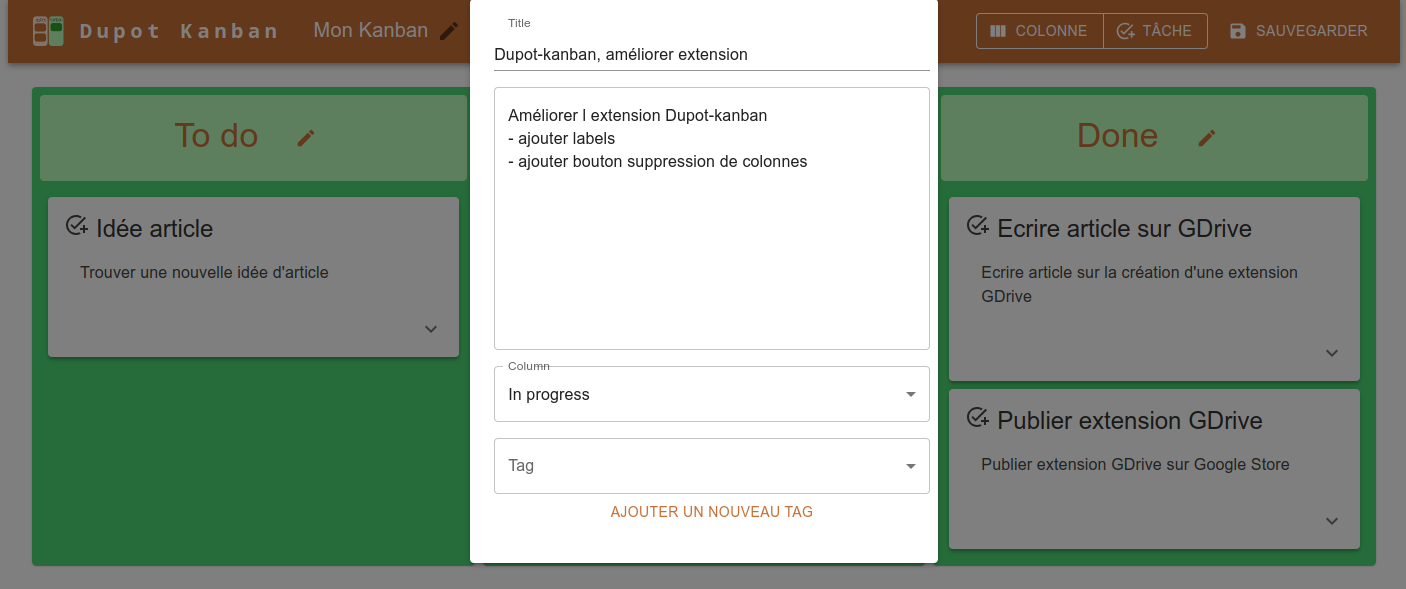 Dupot Kanban
Mon Kanban
COLONNE
TÂCHE
SAUVEGARDER
To do
Idée article
Trouver une nouvelle idée d'article
Title
Dupot-kanban, améliorer extension
Améliorer l extension Dupot-kanban
- ajouter labels
- ajouter bouton suppression de colonnes
Column
In progress
Tag
AJOUTER UN NOUVEAU TAG
Done
Ecrire article sur GDrive
Ecrire article sur la création d'une extension
GDrive
Publier extension GDrive
Publier extension GDrive sur Google Store